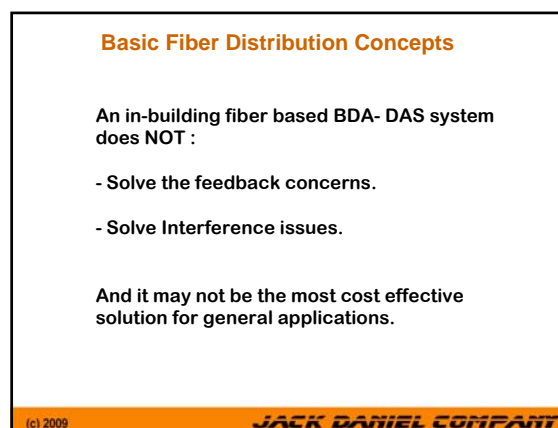 Basic Fiber Distribution Concepts
An in-building fiber based BDA- DAS system
does NOT :
- Solve the feedback concerns.
- Solve Interference issues.
And it may not be the most cost effective
solution for general applications.
(c) 2009
JACK DANIEL COMPANY